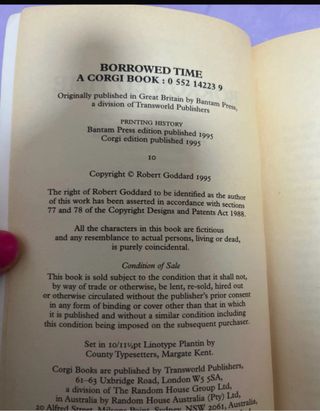 BORROWED TIME
A CORGI BOOK : 0 552 14223 9
Originally published in Great Britain by Bantam Press,
a division of Transworld Publishers
PRINTING HISTORY
Bantam Press edition published 1995
Corgi edition published 1995
10
Copyright © Robert Goddard 1995
The right of Robert Goddard to be identified as the author
of this work has been asserted in accordance with sections
77 and 78 of the Copyright Designs and Patents Act 1988.
All the characters in this book are fictitious
and any resemblance to actual persons, living or dead,
is purely coincidental.
Condition of Sale
This book is sold subject to the condition that it shall not,
by way of trade or otherwise, be lent, re-sold, hired out
or otherwise circulated without the publisher's prior consent
in any form of binding or cover other than that in which
it is published and without a similar condition including
this condition being imposed on the subsequent purchaser.
Set in 10/11½pt Linotype Plantin by
County Typesetters, Margate Kent.
Corgi Books are published by Transworld Publishers,
61–63 Uxbridge Road, London W5 5SA,
a division of The Random House Group Ltd,
in Australia by Random House Australia (Pty) Ltd,
20 Alfred Street, Milsons Point, Sydney, NSW 2061, Australia